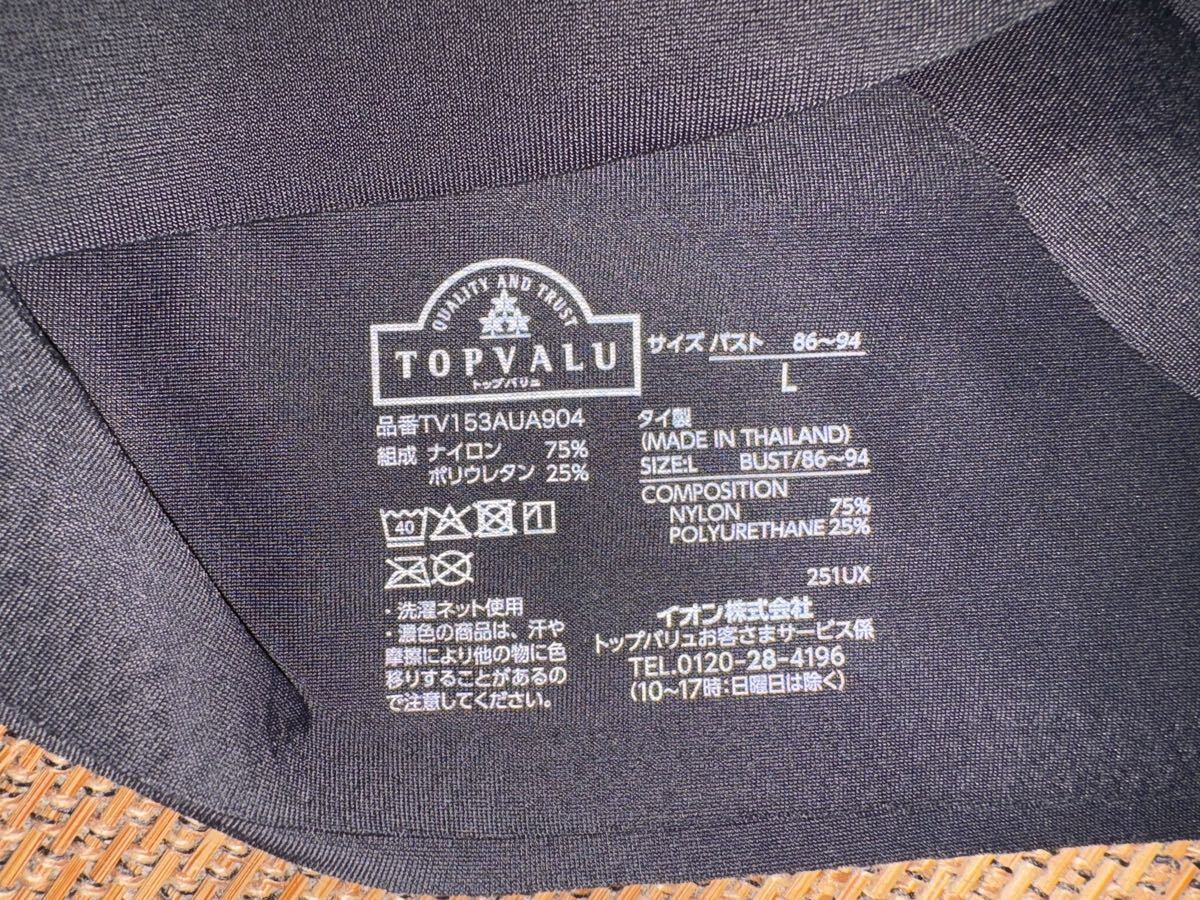 QUALITY AND TRUST
TOPVALU
トップバリュ
品番TV153AUA904
組成 ナイロン 75%
ポリウレタン 25%
40
・洗濯ネット使用
・濃色の商品は、汗や
摩擦により他の物に色
移りすることがあるの
で注意してください。
サイズ バスト 86~94
L
タイ製
(MADE IN THAILAND)
SIZE:L BUST/86~94
COMPOSITION
NYLON 75%
POLYURETHANE 25%
251UX
イオン株式会社
トップバリュお客さまサービス係
TEL.0120-28-4196
(10~17時:日曜日は除く)